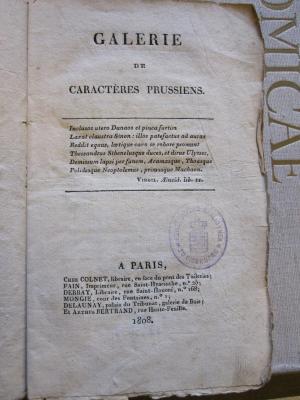 GALERIE
DE
CARACTÈRES PRUSSIENS.
Inclusos utero Danaos et pinea furtim
Laxat claustra Sinon: illos patefactus ad auras
Reddit equus, lætique cavo se robore promunt
Thessandrus Sthenelusque duces, et dirus Ulysses,
Demissum lapsi per funem, Acamasque, Thoasque
Pelidesque Neoptolemus, primusque Machaon.
VIRGIL. Æneid. lib. II.
A PARIS,
Chez COLNET, libraire, en face du pont des Tuileries;
FAIN, Imprimeur, rue Saint-Hyacinthe, n.º 25;
DEBRAY, Libraire, rue Saint-Honoré, n.º 168;
MONGIE, cour des Fontaines, n.º 1;
DELAUNAY, palais du Tribunat, galerie de Bois;
Et ARTHUS BERTRAND, rue Haute-Feuille.
1808.
OMICAE